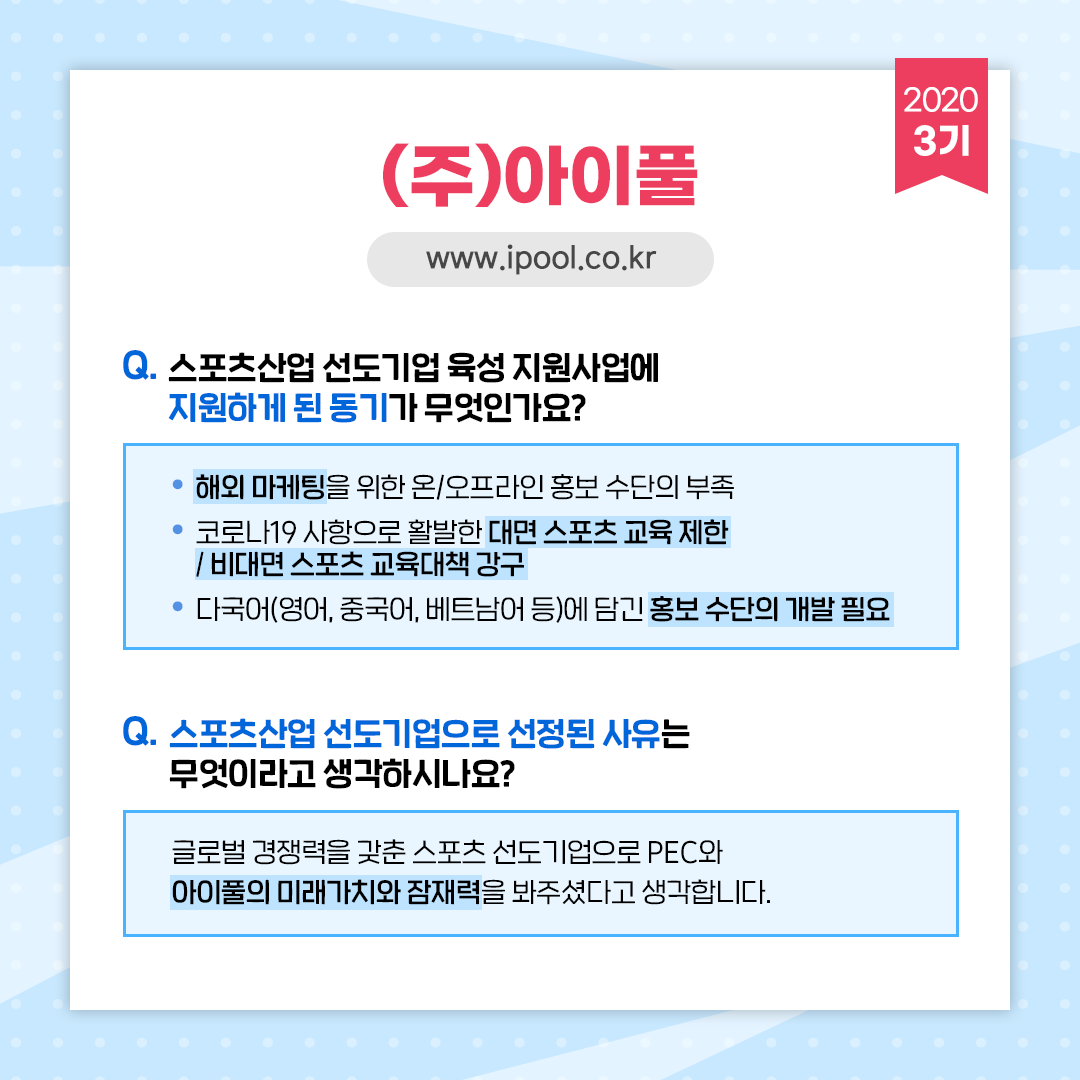 2020
3기
(주)아이풀
www.ipool.co.kr
Q. 스포츠산업 선도기업 육성 지원사업에
지원하게 된 동기가 무엇인가요?
• 해외 마케팅을 위한 온/오프라인 홍보 수단의 부족
• 코로나19 사항으로 활발한 대면 스포츠 교육 제한
/ 비대면 스포츠 교육대책 강구
• 다국어(영어, 중국어, 베트남어 등)에 담긴 홍보 수단의 개발 필요
Q. 스포츠산업 선도기업으로 선정된 사유는
무엇이라고 생각하시나요?
글로벌 경쟁력을 갖춘 스포츠 선도기업으로 PEC와
아이풀의 미래가치와 잠재력을 봐주셨다고 생각합니다.